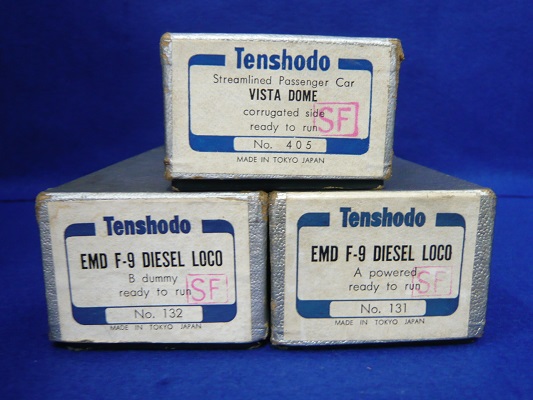 Tenshodo
Streamlined Passenger Car
VISTA DOME
corrugated side
ready to run
SF
No. 405
MADE IN TOKYO JAPAN
Tenshodo
EMD F-9 DIESEL LOCO
B dummy
ready to run
SF
No. 132
MADE IN TOKYO JAPAN
Tenshodo
EMD F-9 DIESEL LOCO
A powered
ready to run
SF
No. 131
MADE IN TOKYO JAPAN